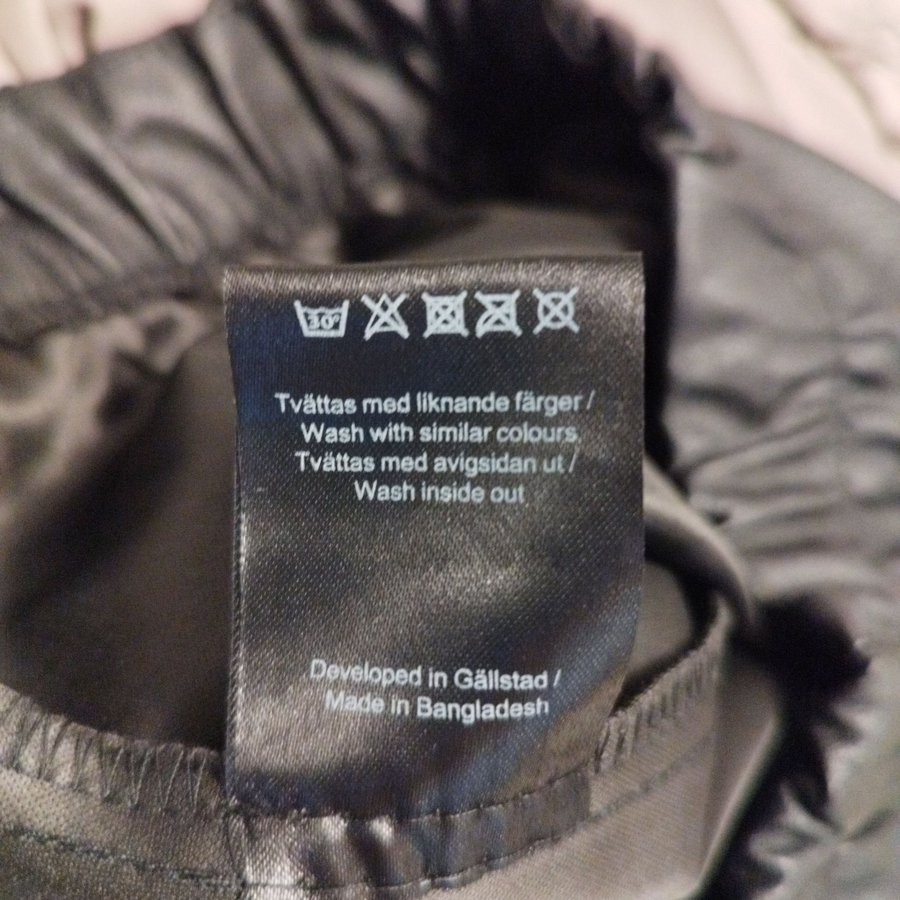 30°
Tvättas med liknande färger /
Wash with similar colours
Tvättas med avigsidan ut /
Wash inside out
Developed in Gällstad /
Made in Bangladesh